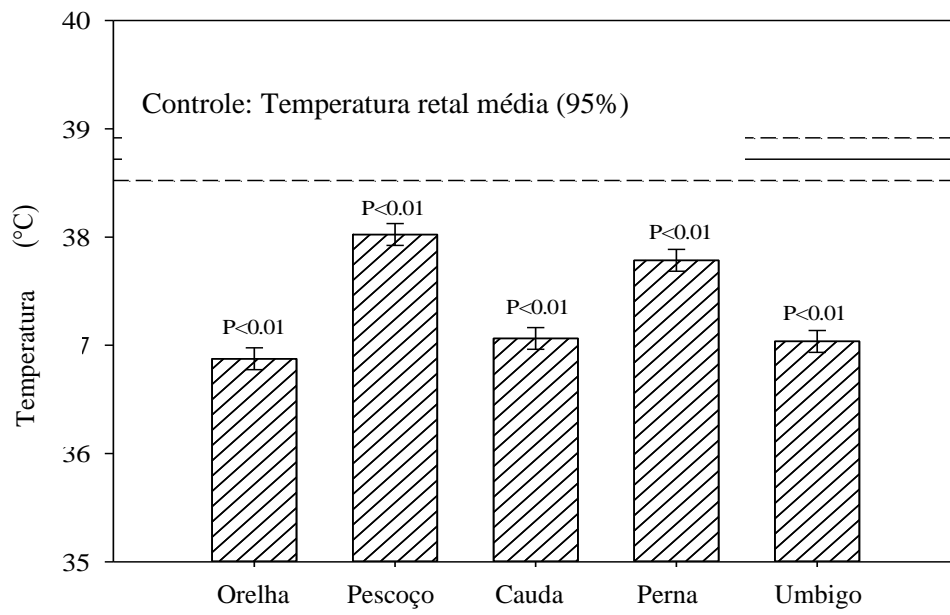 40
Controle: Temperatura retal média (95%)
39
P<0.01
38
P<0.01
P<0.01
P<0.01
P<0.01
7
36
35
Temperatura (°C)
Orelha Pescoço Cauda Perna Umbigo